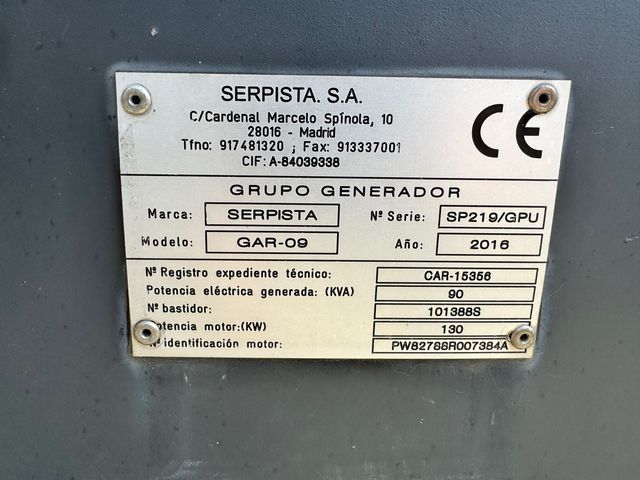 SERPISTA. S.A.
C/Cardenal Marcelo Spínola, 10
28016 - Madrid
Tfno: 917481320 ; Fax: 913337001
CIF: A-84039338
CE
GRUPO GENERADOR
Marca: SERPISTA Nº Serie: SP219/GPU
Modelo: GAR-09 Año: 2016
Nº Registro expediente técnico: CAR-15356
Potencia eléctrica generada: (KVA) 90
Nº bastidor: 101388S
Potencia motor:(KW) 130
Nº identificación motor: PW82788R007384A